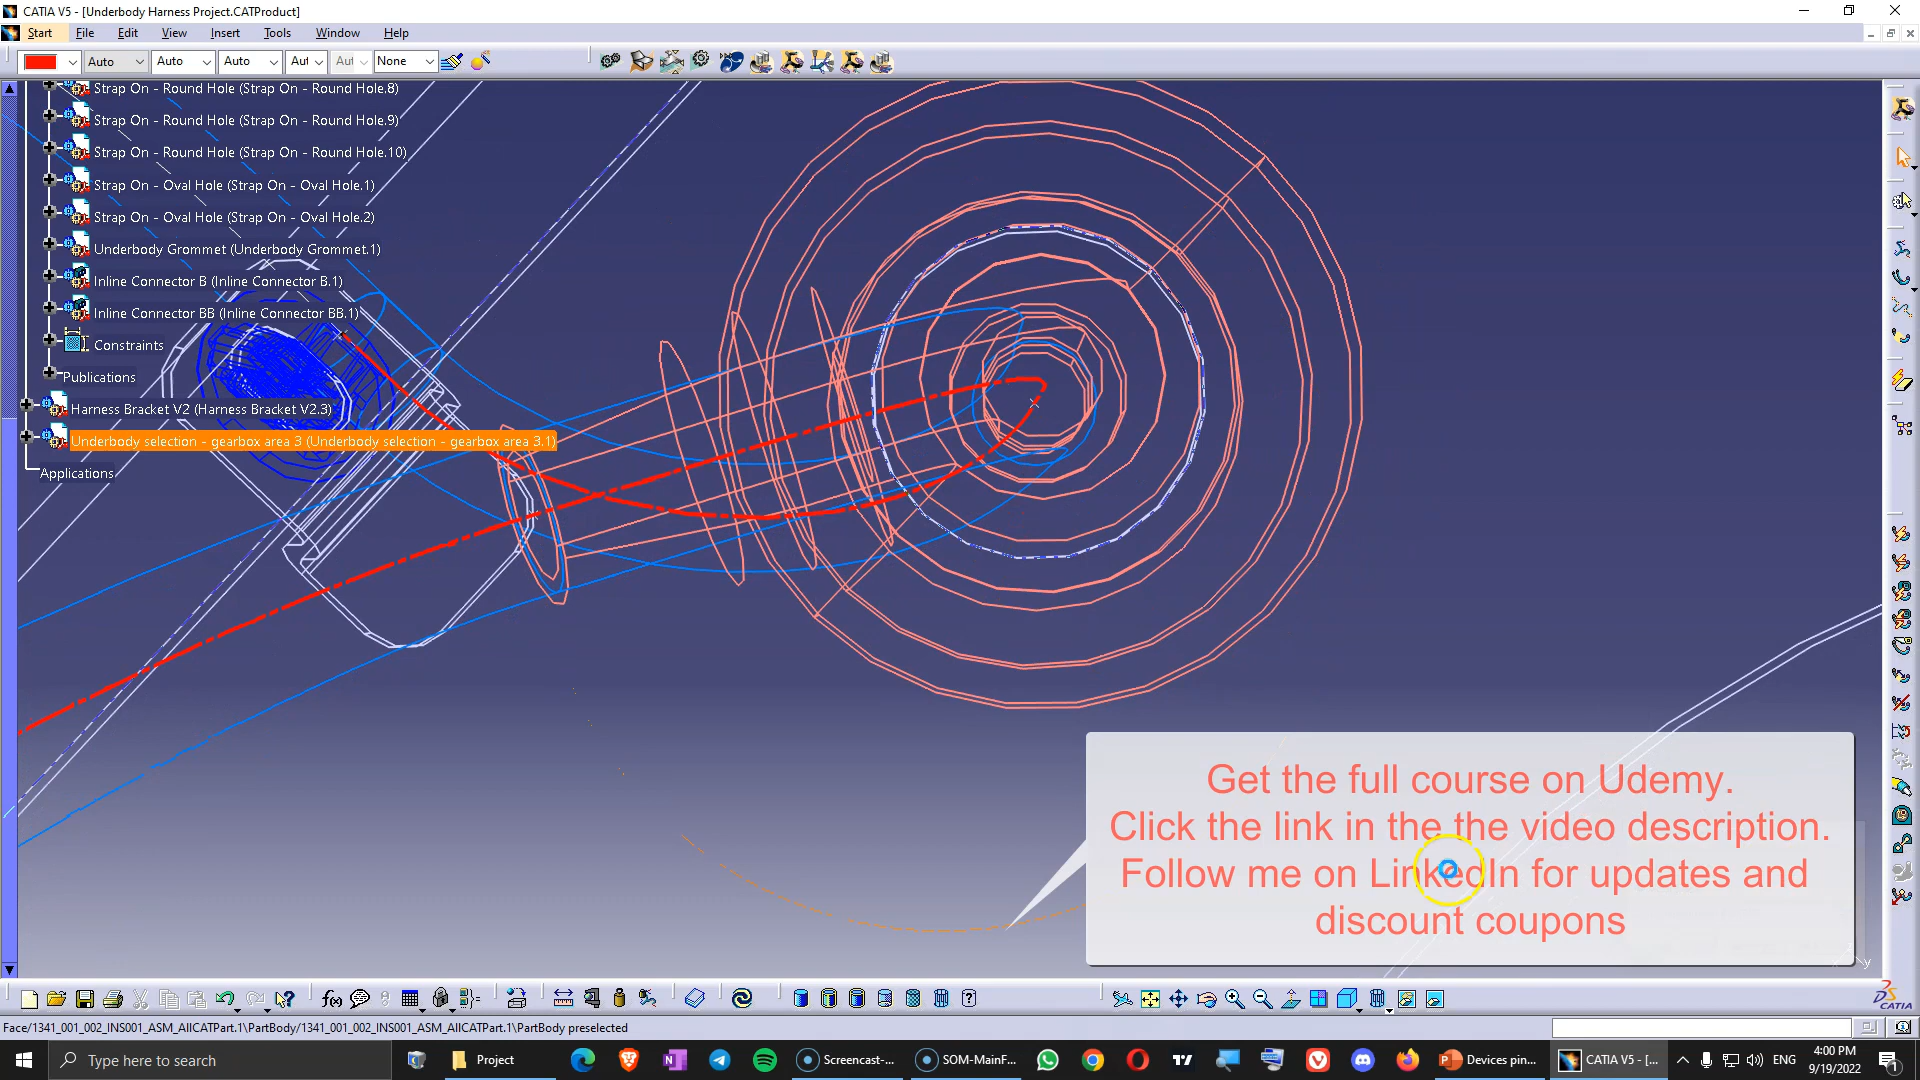 CATIA V5 - [Underbody Harness Project.CATProduct]
Start File Edit View Insert Tools Window Help
Auto Auto Auto Aut Aut None
Strap On - Round Hole (Strap On - Round Hole.8)
Strap On - Round Hole (Strap On - Round Hole.9)
Strap On - Round Hole (Strap On - Round Hole.10)
Strap On - Oval Hole (Strap On - Oval Hole.1)
Strap On - Oval Hole (Strap On - Oval Hole.2)
Underbody Grommet (Underbody Grommet.1)
Inline Connector B (Inline Connector B.1)
Inline Connector BB (Inline Connector BB.1)
Constraints
Publications
Harness Bracket V2 (Harness Bracket V2.3)
Underbody selection - gearbox area 3 (Underbody selection - gearbox area 3.1)
Applications
Get the full course on Udemy.
Click the link in the the video description.
Follow me on LinkedIn for updates and
discount coupons
y
f(x)
CATIA
Face/1341_001_002_INS001_ASM_AllCATPart.1\PartBody/1341_001_002_INS001_ASM_AllCATPart.1\PartBody preselected
Type here to search
Project
Screencast-...
SOM-MainF...
Devices pin...
CATIA V5 - [...
ENG
4:00 PM
9/19/2022
1